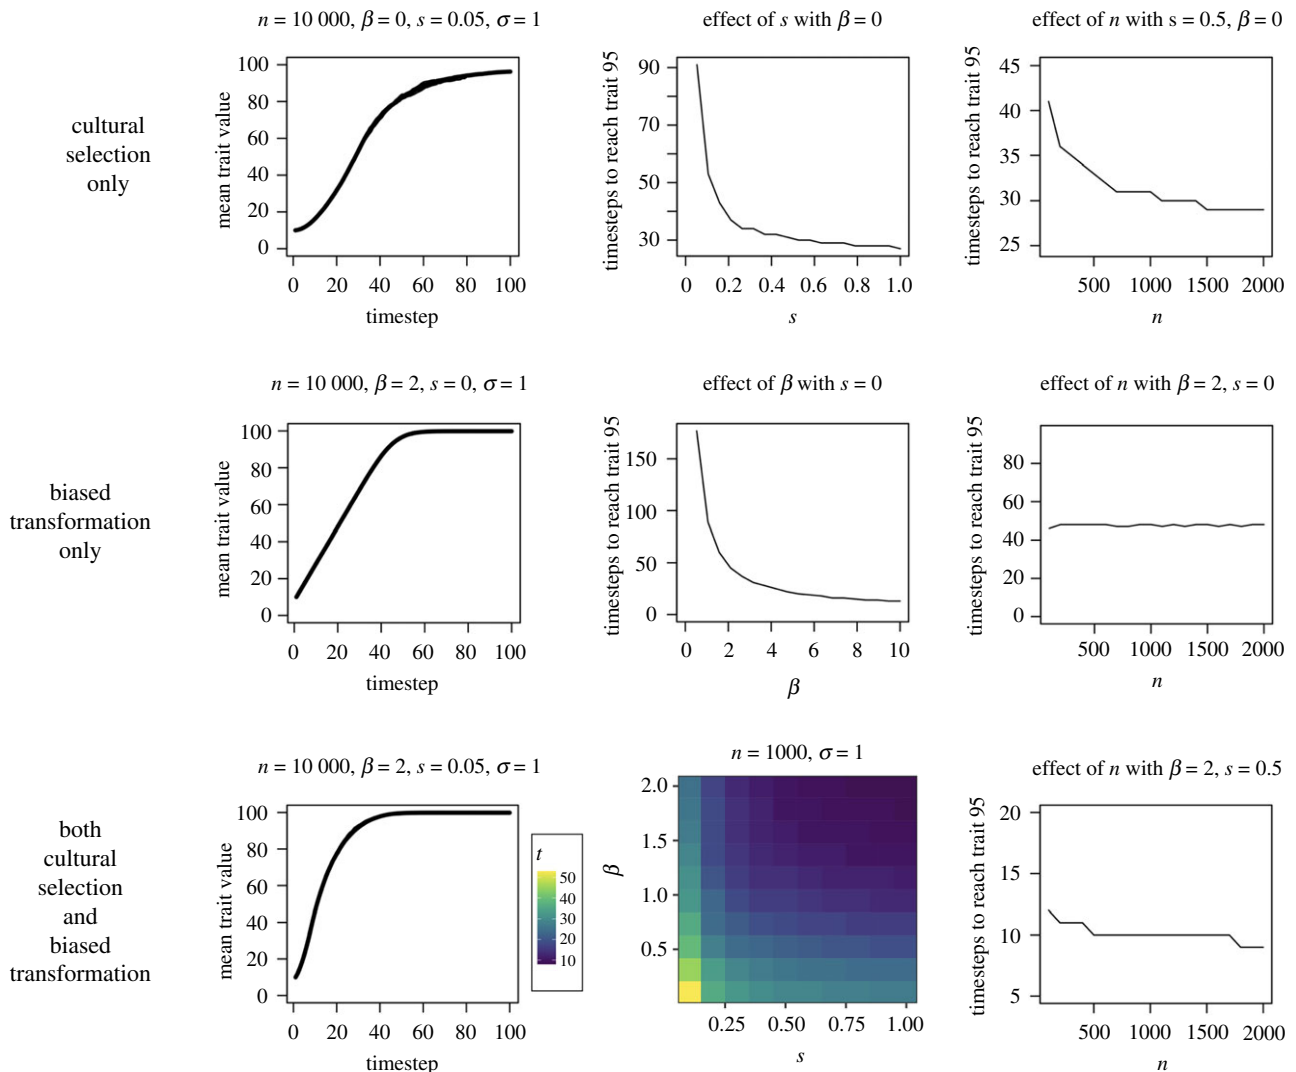 n = 10 000, β = 0, s = 0.05, σ = 1
effect of s with β = 0
effect of n with s = 0.5, β = 0
cultural
selection
only
mean trait value
100
80
60
40
20
0
0 20 40 60 80 100
timestep
timesteps to reach trait 95
90
70
50
30
0 0.2 0.4 0.6 0.8 1.0
s
timesteps to reach trait 95
45
40
35
30
25
500 1000 1500 2000
n
n = 10 000, β = 2, s = 0, σ = 1
effect of β with s = 0
effect of n with β = 2, s = 0
biased
transformation
only
mean trait value
100
80
60
40
20
0
0 20 40 60 80 100
timestep
timesteps to reach trait 95
150
100
50
0
0 2 4 6 8 10
β
timesteps to reach trait 95
80
60
40
20
0
500 1000 1500 2000
n
n = 10 000, β = 2, s = 0.05, σ = 1
n = 1000, σ = 1
effect of n with β = 2, s = 0.5
both
cultural
selection
and
biased
transformation
mean trait value
100
80
60
40
20
0
0 20 40 60 80 100
timestep
t
50
40
30
20
10
β
2.0
1.5
1.0
0.5
0.25 0.50 0.75 1.00
s
timesteps to reach trait 95
20
15
10
5
500 1000 1500 2000
n